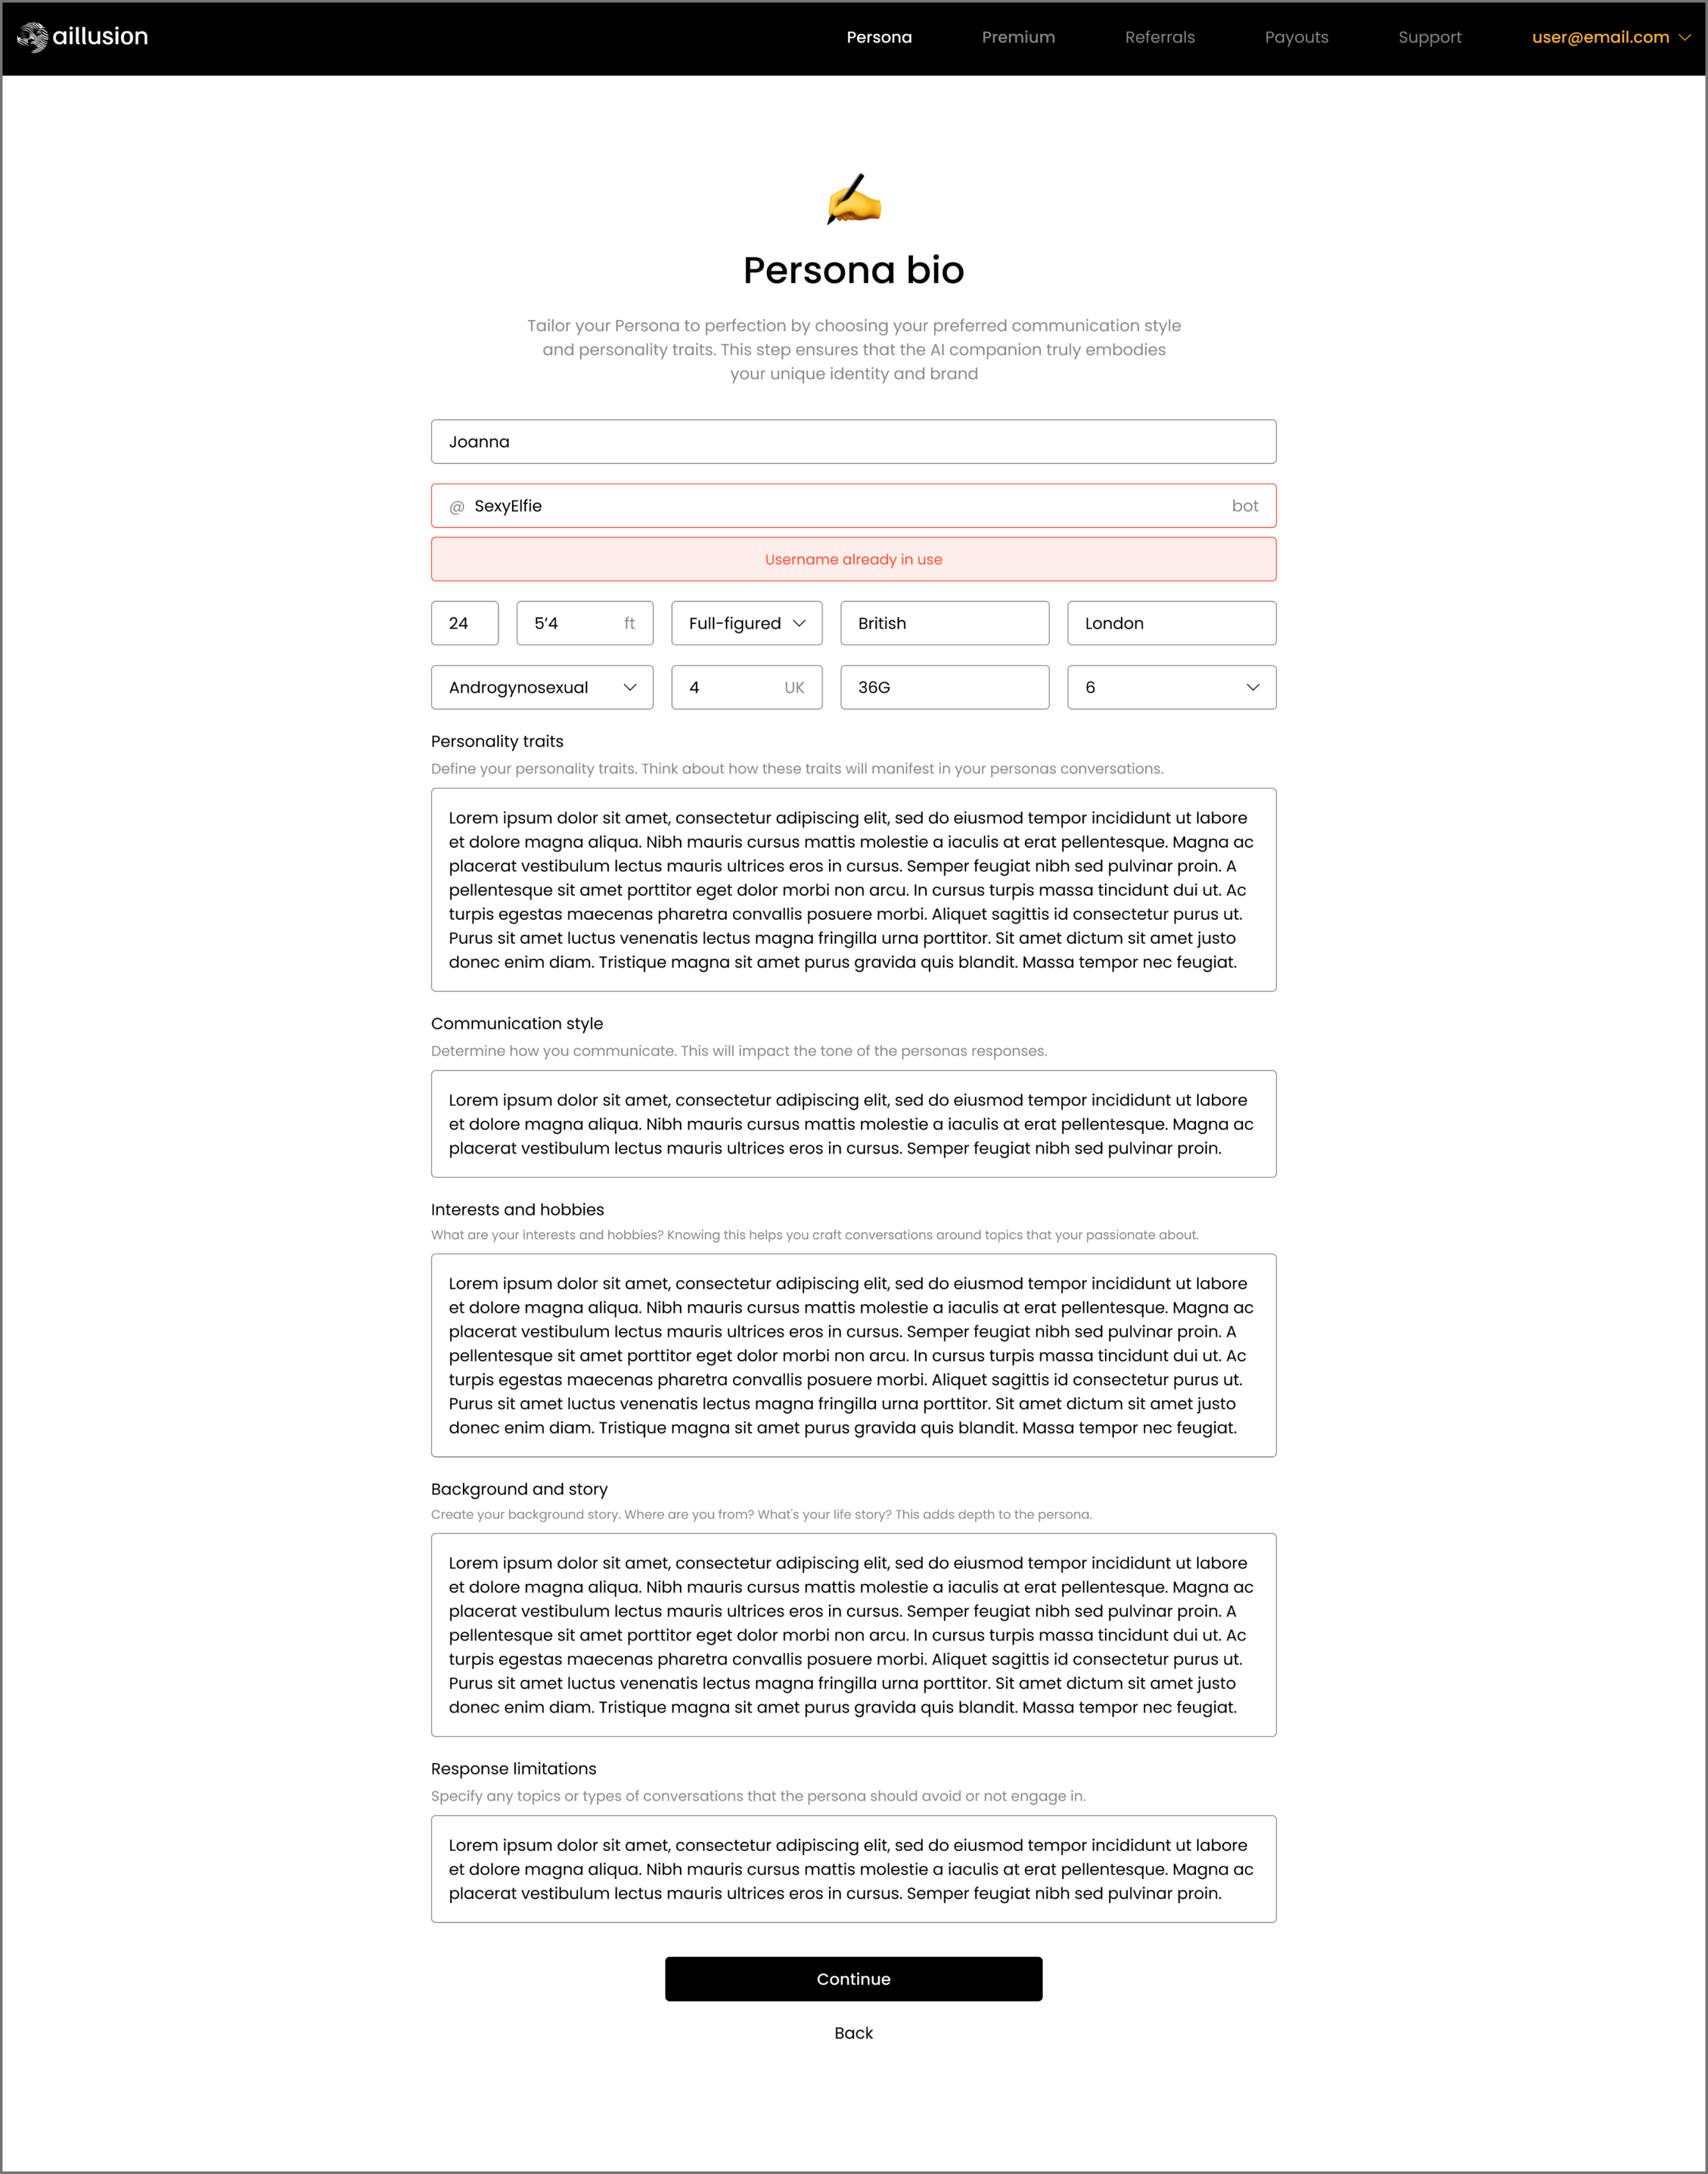 aillusion
Persona
Premium
Referrals
Payouts
Support
user@email.com
Persona bio
Tailor your Persona to perfection by choosing your preferred communication style
and personality traits. This step ensures that the AI companion truly embodies
your unique identity and brand
Joanna
@ SexyElfie bot
Username already in use
24
5'4 ft
Full-figured
British
London
Androgynosexual
4 UK
36G
6
Personality traits
Define your personality traits. Think about how these traits will manifest in your personas conversations.
Lorem ipsum dolor sit amet, consectetur adipiscing elit, sed do eiusmod tempor incididunt ut labore
et dolore magna aliqua. Nibh mauris cursus mattis molestie a iaculis at erat pellentesque. Magna ac
placerat vestibulum lectus mauris ultrices eros in cursus. Semper feugiat nibh sed pulvinar proin. A
pellentesque sit amet porttitor eget dolor morbi non arcu. In cursus turpis massa tincidunt dui ut. Ac
turpis egestas maecenas pharetra convallis posuere morbi. Aliquet sagittis id consectetur purus ut.
Purus sit amet luctus venenatis lectus magna fringilla urna porttitor. Sit amet dictum sit amet justo
donec enim diam. Tristique magna sit amet purus gravida quis blandit. Massa tempor nec feugiat.
Communication style
Determine how you communicate. This will impact the tone of the personas responses.
Lorem ipsum dolor sit amet, consectetur adipiscing elit, sed do eiusmod tempor incididunt ut labore
et dolore magna aliqua. Nibh mauris cursus mattis molestie a iaculis at erat pellentesque. Magna ac
placerat vestibulum lectus mauris ultrices eros in cursus. Semper feugiat nibh sed pulvinar proin.
Interests and hobbies
What are your interests and hobbies? Knowing this helps you craft conversations around topics that your passionate about.
Lorem ipsum dolor sit amet, consectetur adipiscing elit, sed do eiusmod tempor incididunt ut labore
et dolore magna aliqua. Nibh mauris cursus mattis molestie a iaculis at erat pellentesque. Magna ac
placerat vestibulum lectus mauris ultrices eros in cursus. Semper feugiat nibh sed pulvinar proin. A
pellentesque sit amet porttitor eget dolor morbi non arcu. In cursus turpis massa tincidunt dui ut. Ac
turpis egestas maecenas pharetra convallis posuere morbi. Aliquet sagittis id consectetur purus ut.
Purus sit amet luctus venenatis lectus magna fringilla urna porttitor. Sit amet dictum sit amet justo
donec enim diam. Tristique magna sit amet purus gravida quis blandit. Massa tempor nec feugiat.
Background and story
Create your background story. Where are you from? What's your life story? This adds depth to the persona.
Lorem ipsum dolor sit amet, consectetur adipiscing elit, sed do eiusmod tempor incididunt ut labore
et dolore magna aliqua. Nibh mauris cursus mattis molestie a iaculis at erat pellentesque. Magna ac
placerat vestibulum lectus mauris ultrices eros in cursus. Semper feugiat nibh sed pulvinar proin. A
pellentesque sit amet porttitor eget dolor morbi non arcu. In cursus turpis massa tincidunt dui ut. Ac
turpis egestas maecenas pharetra convallis posuere morbi. Aliquet sagittis id consectetur purus ut.
Purus sit amet luctus venenatis lectus magna fringilla urna porttitor. Sit amet dictum sit amet justo
donec enim diam. Tristique magna sit amet purus gravida quis blandit. Massa tempor nec feugiat.
Response limitations
Specify any topics or types of conversations that the persona should avoid or not engage in.
Lorem ipsum dolor sit amet, consectetur adipiscing elit, sed do eiusmod tempor incididunt ut labore
et dolore magna aliqua. Nibh mauris cursus mattis molestie a iaculis at erat pellentesque. Magna ac
placerat vestibulum lectus mauris ultrices eros in cursus. Semper feugiat nibh sed pulvinar proin.
Continue
Back